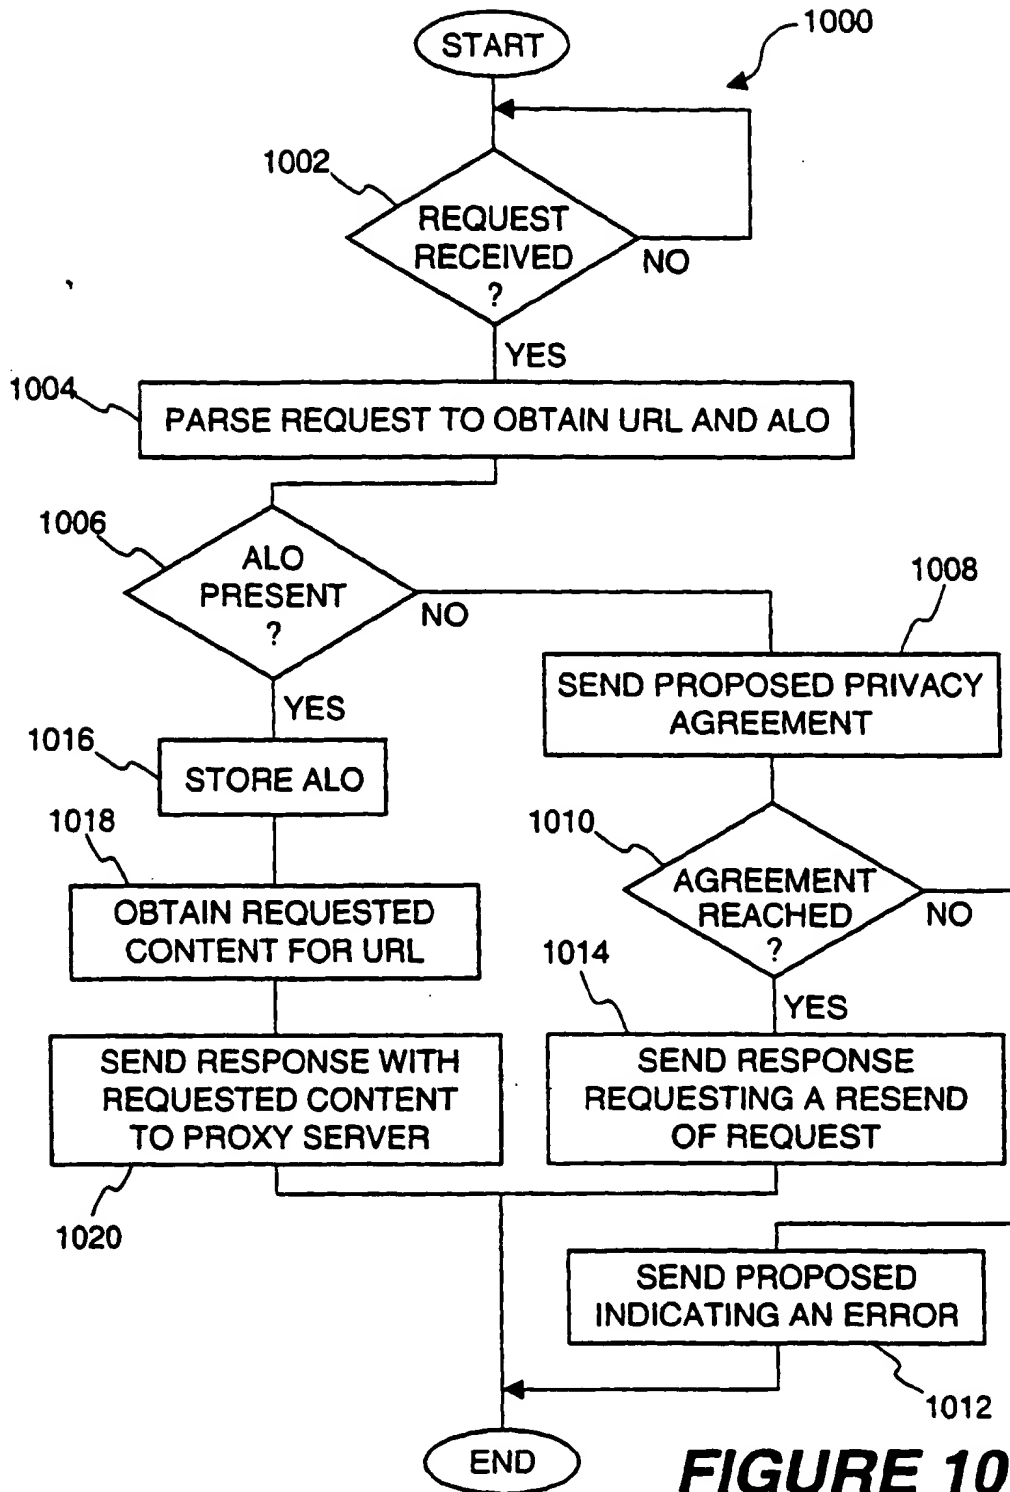 START
1000
1002
REQUEST
RECEIVED
?
NO
YES
1004
PARSE REQUEST TO OBTAIN URL AND ALO
1006
ALO
PRESENT
?
NO
YES
1008
SEND PROPOSED PRIVACY
AGREEMENT
1016
STORE ALO
1010
AGREEMENT
REACHED
?
NO
YES
1018
OBTAIN REQUESTED
CONTENT FOR URL
1014
SEND RESPONSE
REQUESTING A RESEND
OF REQUEST
SEND RESPONSE WITH
REQUESTED CONTENT
TO PROXY SERVER
1020
SEND PROPOSED
INDICATING AN ERROR
1012
END
FIGURE 10